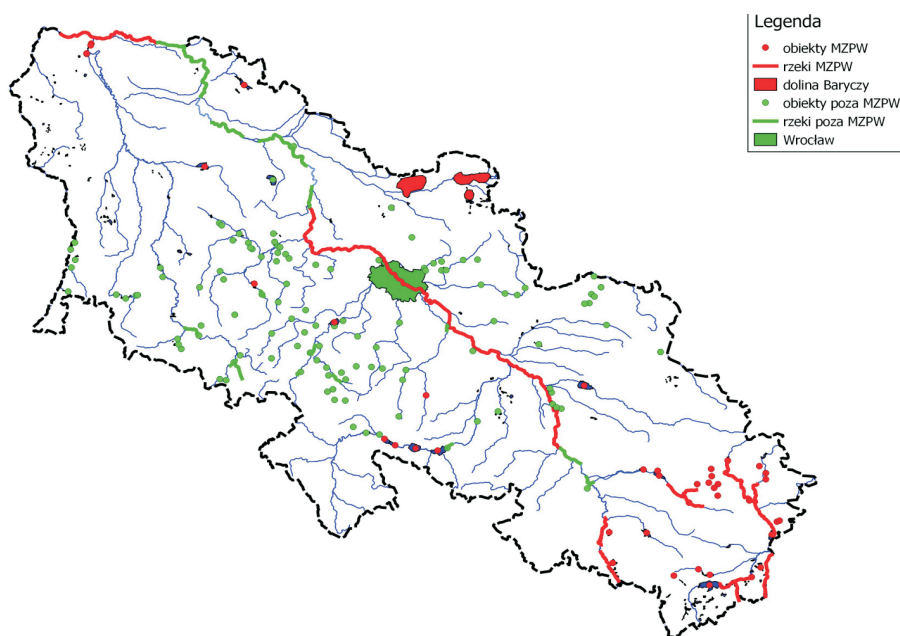 Legenda
obiekty MZPW
rzeki MZPW
dolina Baryczy
obiekty poza MZPW
rzeki poza MZPW
Wrocław